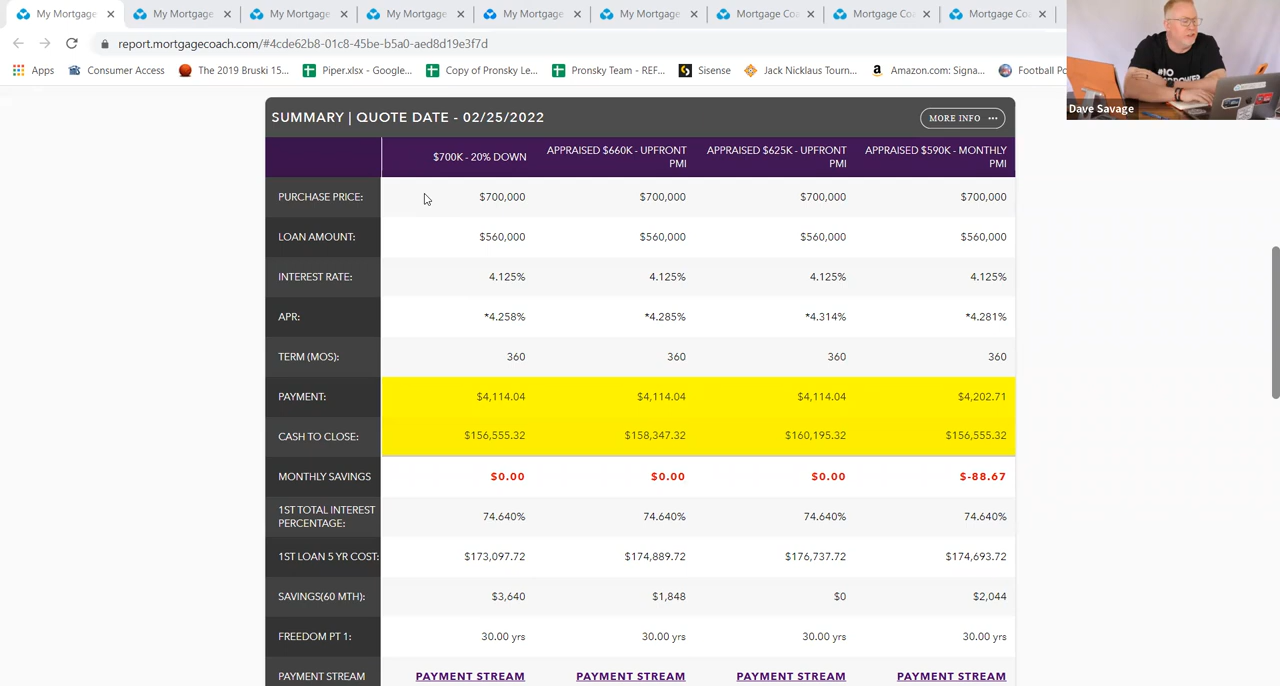 My Mortgage My Mortgage My Mortgage My Mortgage My Mortgage My Mortgage Mortgage Coa Mortgage Coa Mortgage Co
report.mortgagecoach.com/#4cde62b8-01c8-45be-b5a0-aed8d19e3f7d
Apps Consumer Access The 2019 Bruski 15... Piper.xlsx - Google... Copy of Pronsky Le... Pronsky Team - REF... Sisense Jack Nicklaus Tourn... Amazon.com: Signa... Football Po
#NO
Dave Savage
SUMMARY | QUOTE DATE - 02/25/2022
MORE INFO •••
$700K - 20% DOWN APPRAISED $660K - UPFRONT PMI APPRAISED $625K - UPFRONT PMI APPRAISED $590K - MONTHLY PMI
PURCHASE PRICE: $700,000 $700,000 $700,000 $700,000
LOAN AMOUNT: $560,000 $560,000 $560,000 $560,000
INTEREST RATE: 4.125% 4.125% 4.125% 4.125%
APR: *4.258% *4.285% *4.314% *4.281%
TERM (MOS): 360 360 360 360
PAYMENT: $4,114.04 $4,114.04 $4,114.04 $4,202.71
CASH TO CLOSE: $156,555.32 $158,347.32 $160,195.32 $156,555.32
MONTHLY SAVINGS $0.00 $0.00 $0.00 $-88.67
1ST TOTAL INTEREST PERCENTAGE: 74.640% 74.640% 74.640% 74.640%
1ST LOAN 5 YR COST: $173,097.72 $174,889.72 $176,737.72 $174,693.72
SAVINGS(60 MTH): $3,640 $1,848 $0 $2,044
FREEDOM PT 1: 30.00 yrs 30.00 yrs 30.00 yrs 30.00 yrs
PAYMENT STREAM PAYMENT STREAM PAYMENT STREAM PAYMENT STREAM PAYMENT STREAM